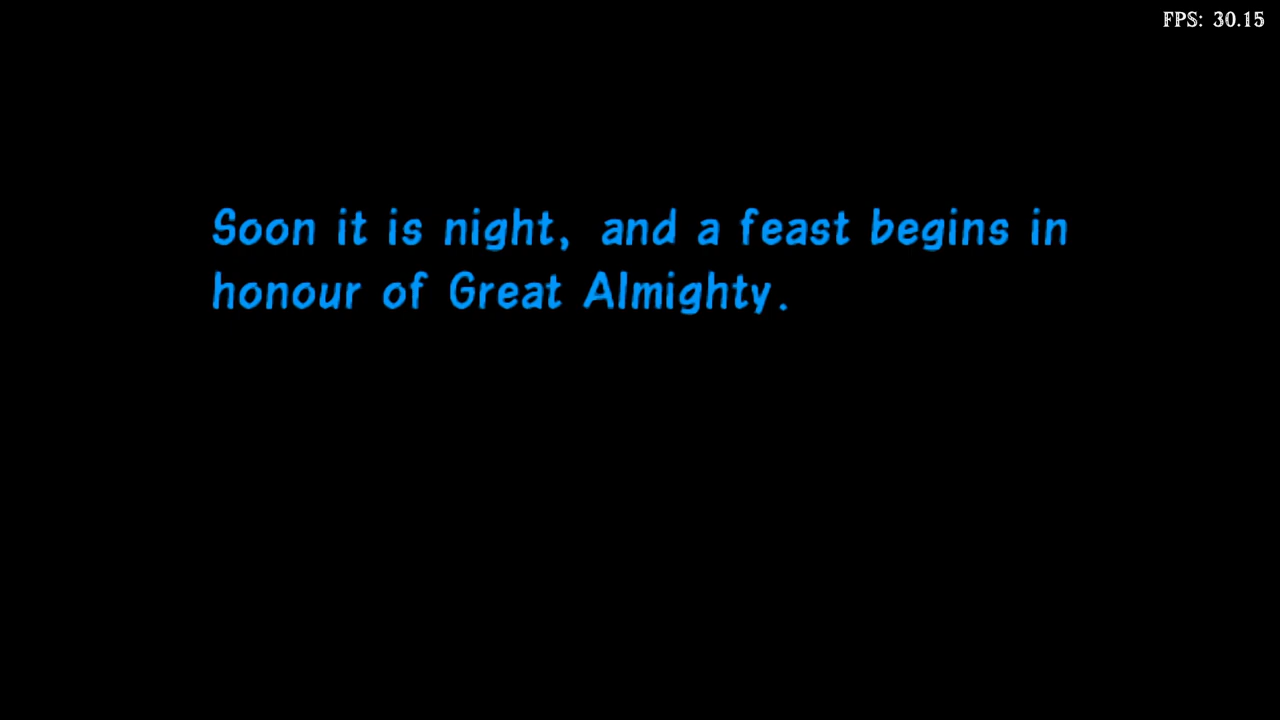 FPS: 30.15
Soon it is night, and a feast begins in
honour of Great Almighty.